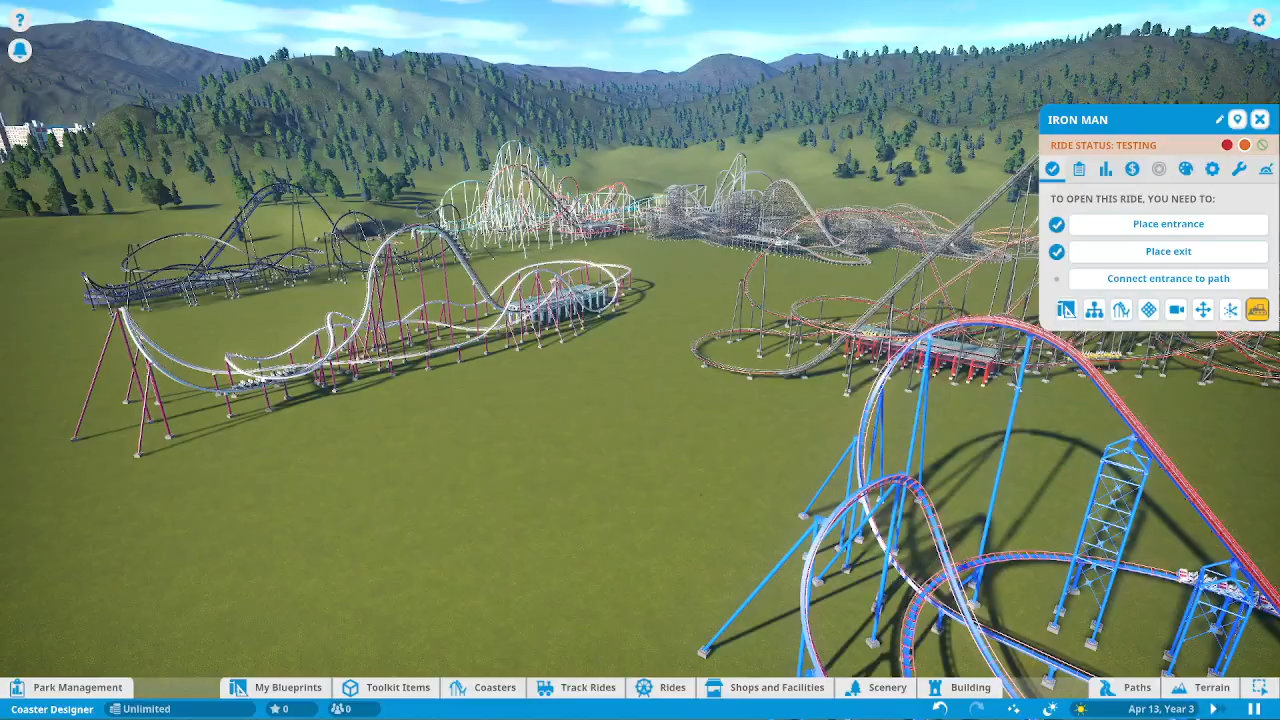 IRON MAN
RIDE STATUS: TESTING
TO OPEN THIS RIDE, YOU NEED TO:
Place entrance
Place exit
Connect entrance to path
Park Management
My Blueprints
Toolkit Items
Coasters
Track Rides
Rides
Shops and Facilities
Scenery
Building
Paths
Terrain
Coaster Designer
Unlimited
0
0
Apr 13, Year 3